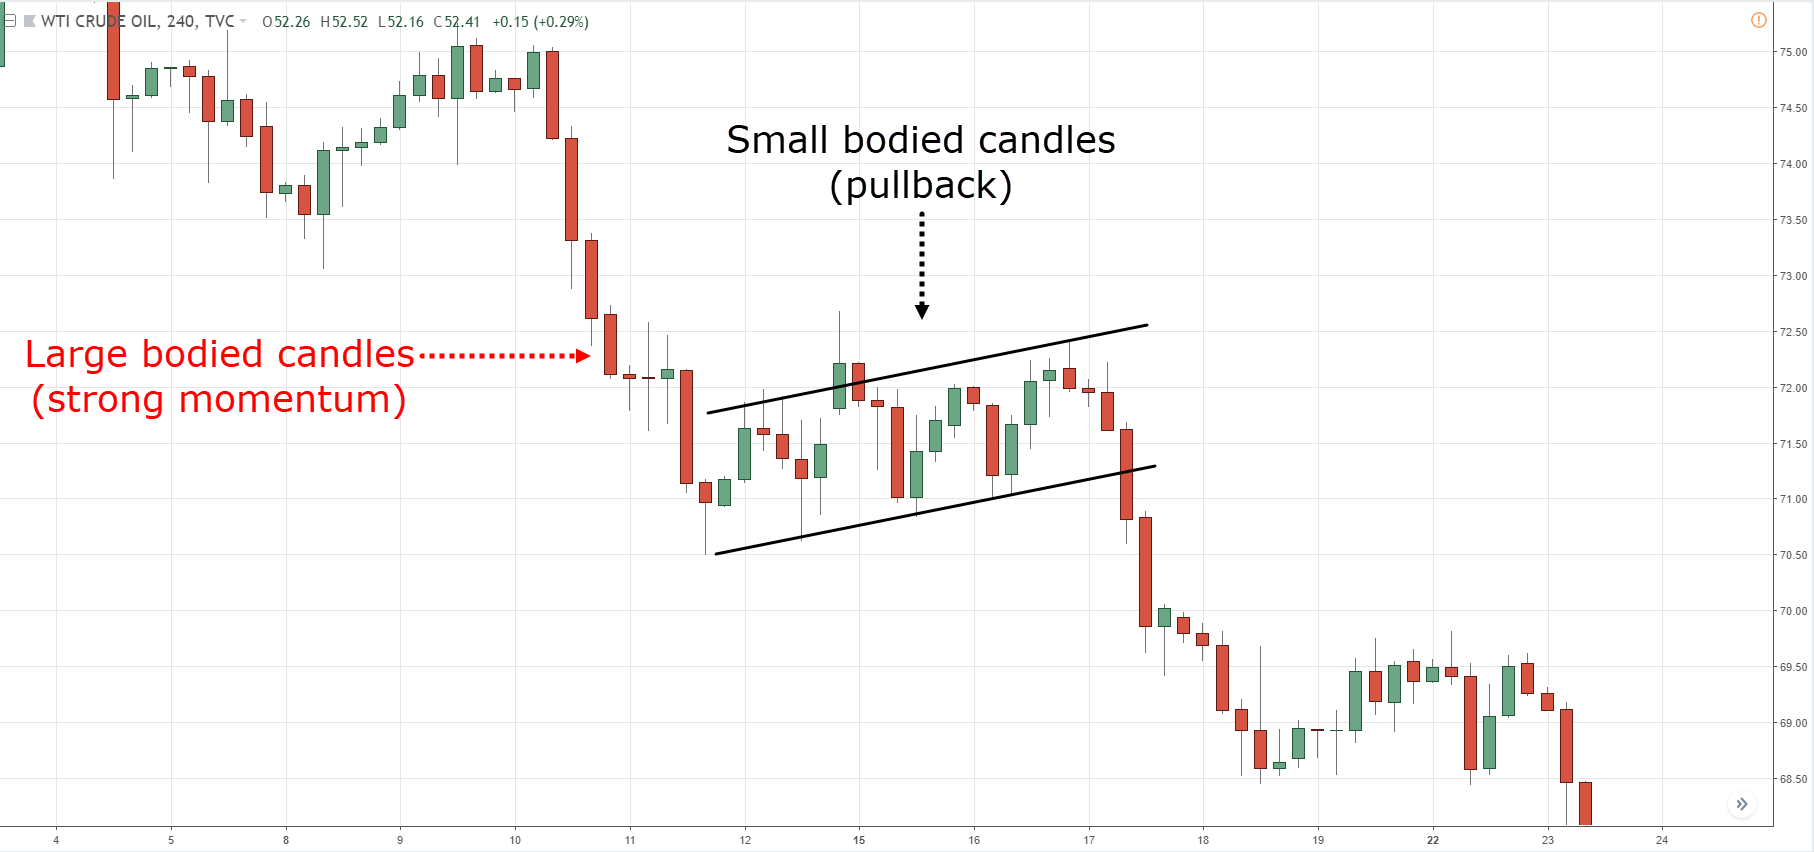 WTI CRUDE OIL, 240, TVC O52.26 H52.52 L52.16 C52.41 +0.15 (+0.29%)
75.00
74.50
Small bodied candles
(pullback)
74.00
73.50
73.00
72.50
Large bodied candles
(strong momentum)
72.00
71.50
71.00
70.50
70.00
69.50
69.00
68.50
4 5 8 9 10 11 12 15 16 17 18 19 22 23 24